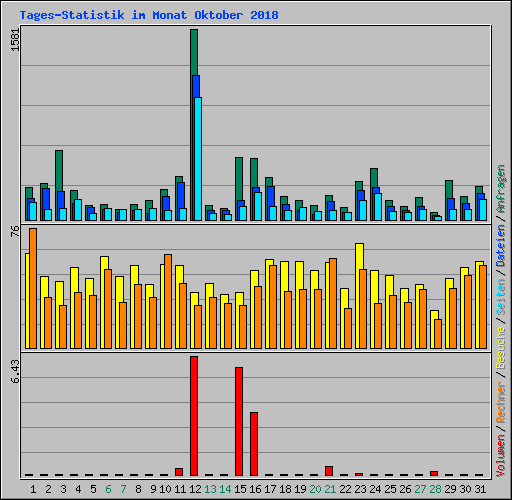 Tages-Statistik im Monat Oktober 2018
1581
76
6.43
Volumen / Rechner / Besuche / Seiten / Dateien / Anfragen
1 2 3 4 5 6 7 8 9 10 11 12 13 14 15 16 17 18 19 20 21 22 23 24 25 26 27 28 29 30 31